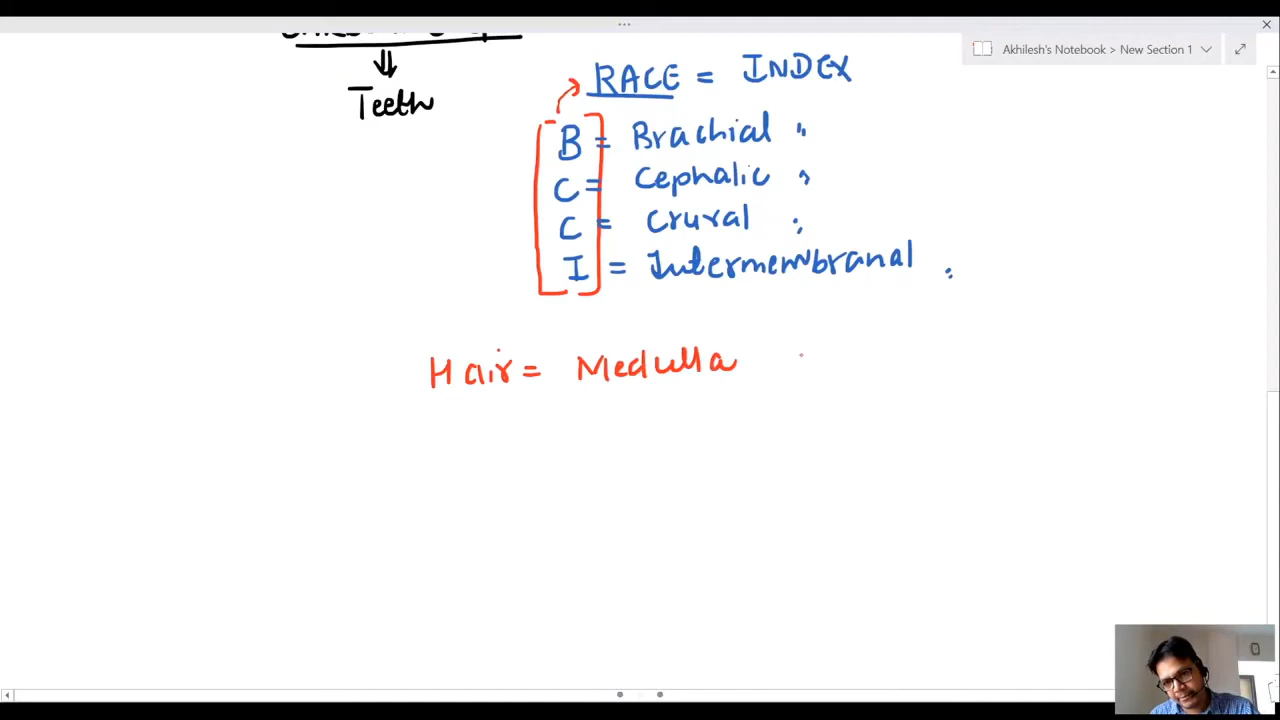 Akhilesh's Notebook > New Section 1
Teeth
RACE = INDEX
B = Brachial "
C = Cephalic "
C = Crural "
I = Intermembranal "
Hair = Medulla